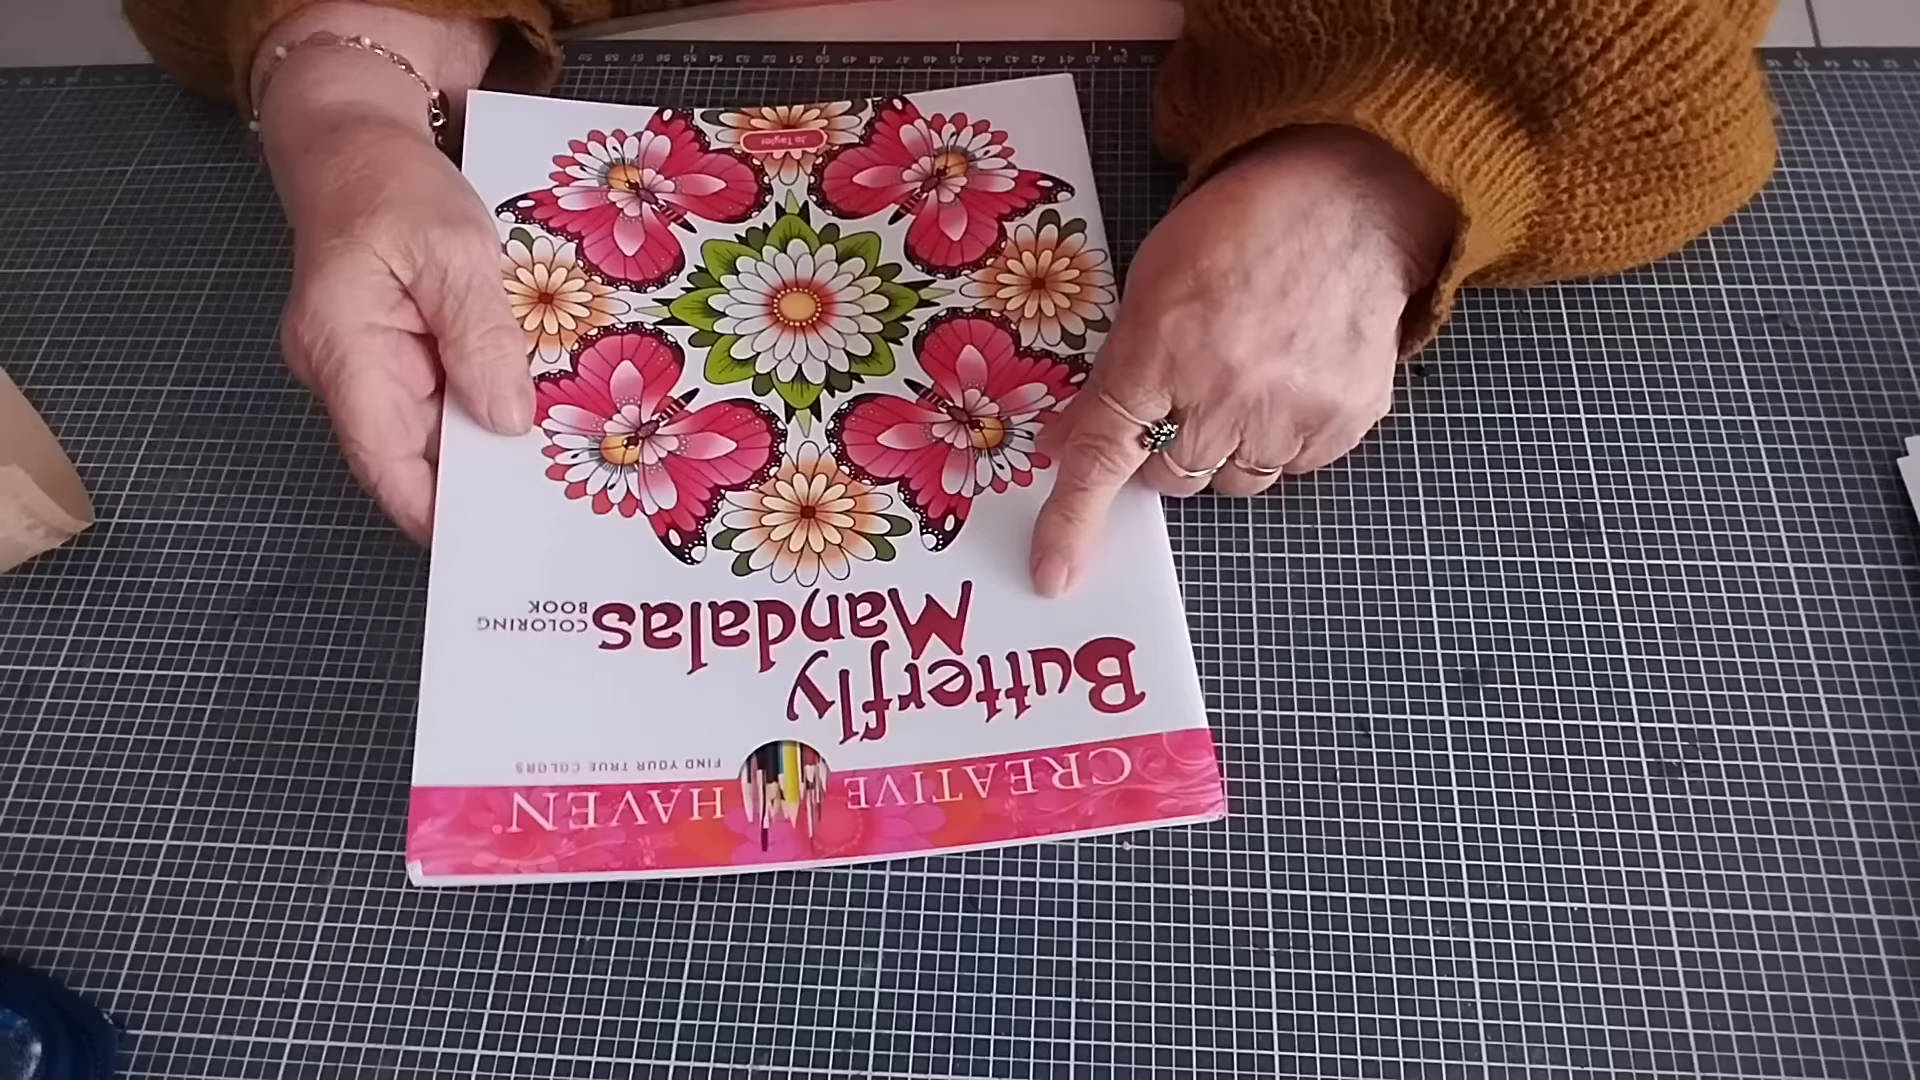 CREATIVE HAVEN
FIND YOUR TRUE COLORS
Butterfly
Mandalas
COLORING
BOOK
Jo Taylor